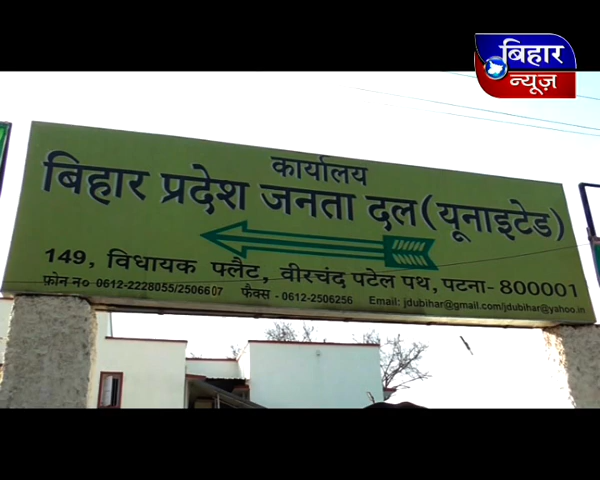 बिहार
न्यूज़
कार्यालय
बिहार प्रदेश जनता दल (यूनाइटेड)
149, विधायक फ्लैट, वीरचंद पटेल पथ, पटना- 800001
फ़ोन न० 0612-2228055/2506607 फैक्स - 0612-2506256 Email: jdubihar@gmail.com/jdubihar@yahoo.in